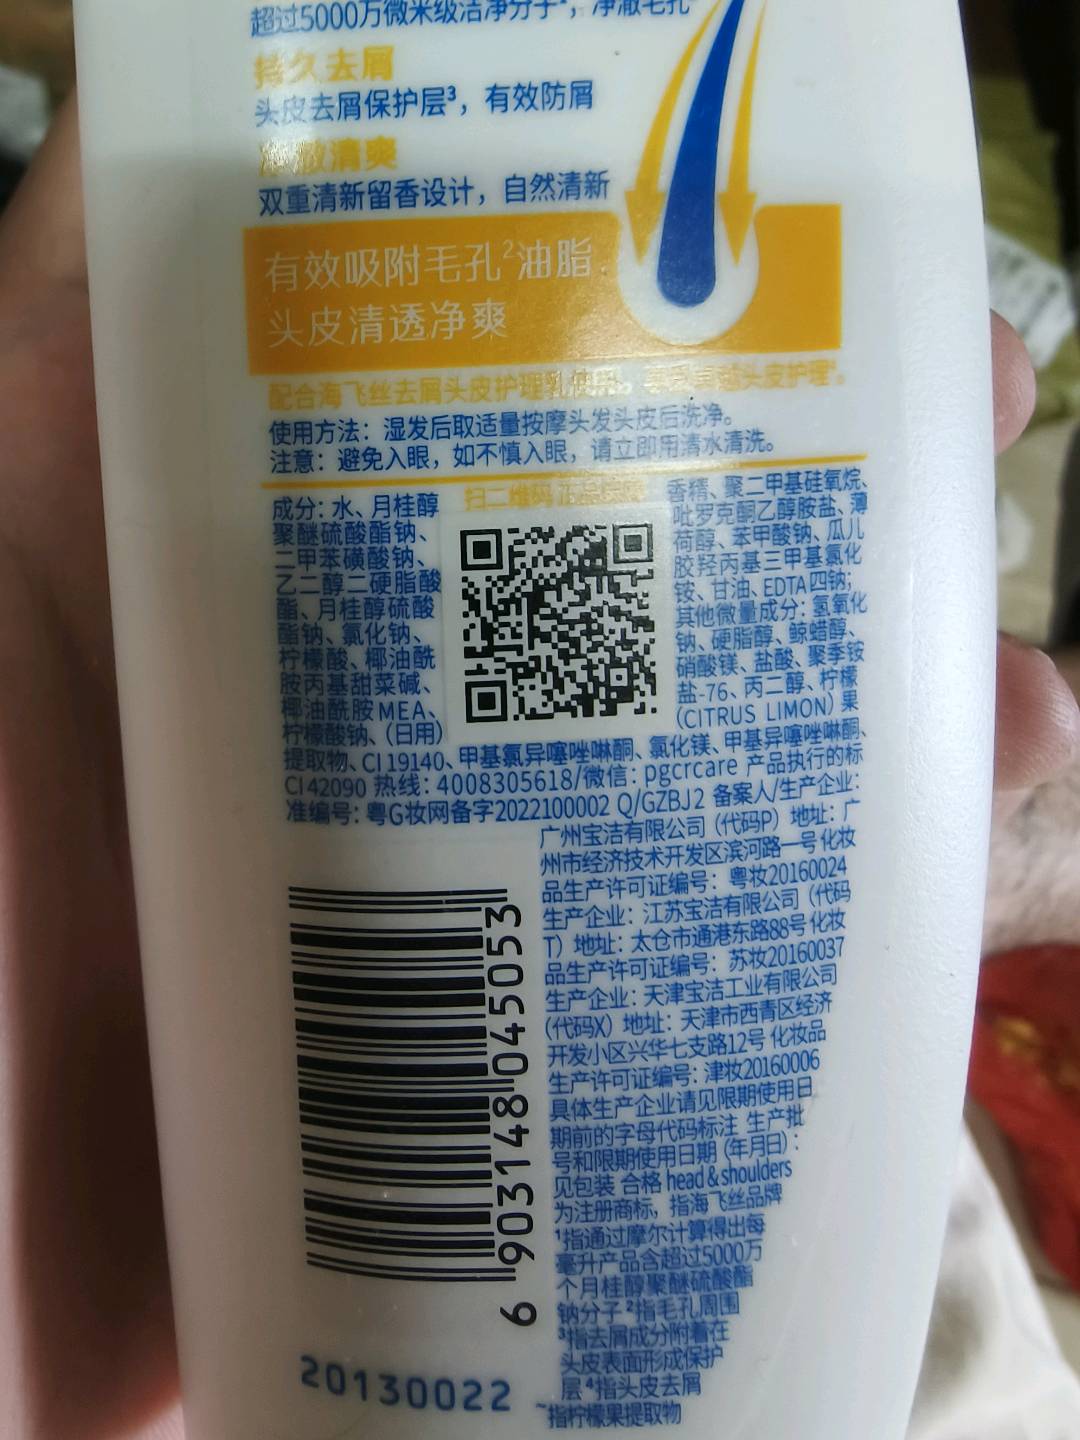 超过5000万微米级洁净分子¹，净澈毛孔²
持久去屑
头皮去屑保护层³，有效防屑
清爽
双重清新留香设计，自然清新
有效吸附毛孔²油脂
头皮清透净爽
配合海飞丝去屑头皮护理乳使用，头皮护理⁴。
使用方法：湿发后取适量按摩头发头皮后洗净。
注意：避免入眼，如不慎入眼，请立即用清水清洗。
扫二维码
成分：水、月桂醇
聚醚硫酸酯钠、
二甲苯磺酸钠、
乙二醇二硬脂酸
酯、月桂醇硫酸
酯钠、氯化钠、
柠檬酸、椰油酰
胺丙基甜菜碱、
椰油酰胺MEA、
柠檬酸钠、（日用）
香精、聚二甲基硅氧烷、
吡罗克酮乙醇胺盐、薄
荷醇、苯甲酸钠、瓜儿
胶羟丙基三甲基氯化
铵、甘油、EDTA四钠；
其他微量成分：氢氧化
钠、硬脂醇、鲸蜡醇、
硝酸镁、盐酸、聚季铵
盐-76、丙二醇、柠檬
（CITRUS LIMON）果
提取物、CI 19140、甲基氯异噻唑啉酮、氯化镁、甲基异噻唑啉酮、
CI 42090 热线：4008305618/微信：pgcrcare 产品执行的标
准编号：粤G妆网备字2022100002 Q/GZBJ2 备案人/生产企业：
广州宝洁有限公司（代码P）地址：广
州市经济技术开发区滨河路一号 化妆
品生产许可证编号：粤妆20160024
生产企业：江苏宝洁有限公司（代码
T）地址：太仓市通港东路88号 化妆
品生产许可证编号：苏妆20160037
生产企业：天津宝洁工业有限公司
（代码X）地址：天津市西青区经济
开发小区兴华七支路12号 化妆品
生产许可证编号：津妆20160006
具体生产企业请见限期使用日
期前的字母代码标注 生产批
号和限期使用日期（年月日）：
见包装 合格 head & shoulders
为注册商标，指海飞丝品牌
¹指通过摩尔计算得出每
毫升产品含超过5000万
个月桂醇聚醚硫酸酯
钠分子 ²指毛孔周围
³指去屑成分附着在
头皮表面形成保护
层 ⁴指头皮去屑
~指柠檬果提取物
6 903148 045053
20130022